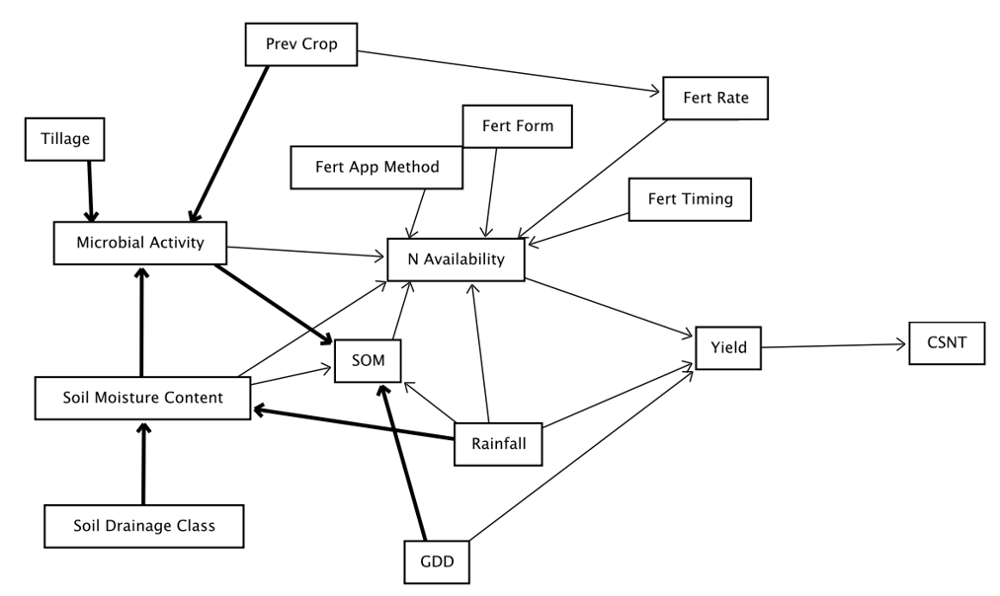 Prev Crop
Fert Rate
Fert Form
Tillage
Fert App Method
Fert Timing
Microbial Activity
N Availability
Yield
CSNT
SOM
Soil Moisture Content
Rainfall
Soil Drainage Class
GDD